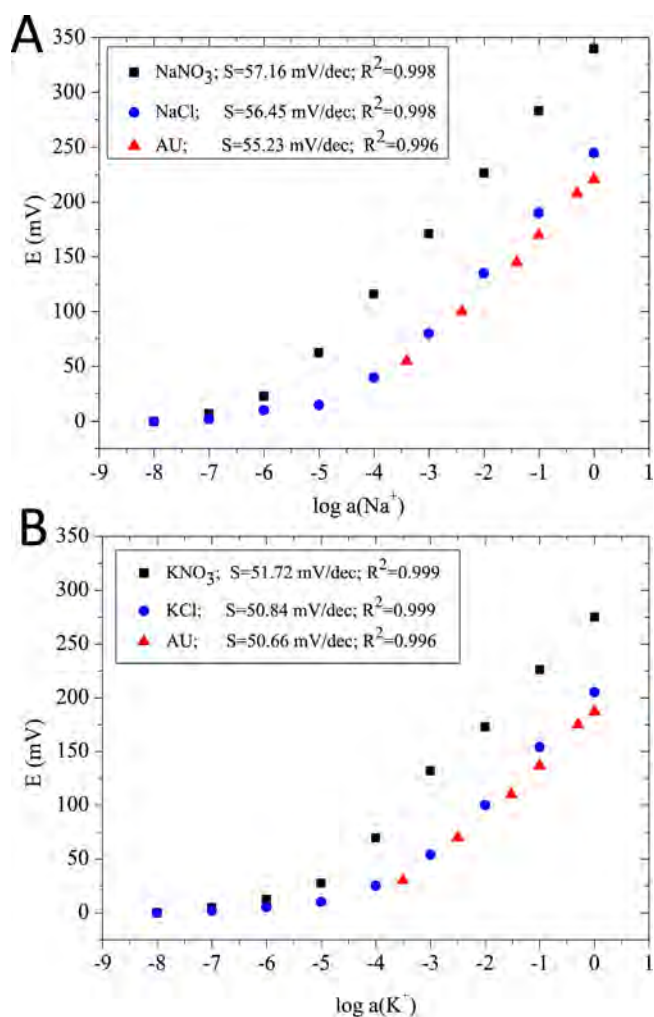 A
350
300
250
200
150
100
50
0
E (mV)
NaNO3; S=57.16 mV/dec; R2=0.998
NaCl; S=56.45 mV/dec; R2=0.998
AU; S=55.23 mV/dec; R2=0.996
-9 -8 -7 -6 -5 -4 -3 -2 -1 0 1
log a(Na+)
B
350
300
250
200
150
100
50
0
E (mV)
KNO3; S=51.72 mV/dec; R2=0.999
KCl; S=50.84 mV/dec; R2=0.999
AU; S=50.66 mV/dec; R2=0.996
-9 -8 -7 -6 -5 -4 -3 -2 -1 0 1
log a(K+)